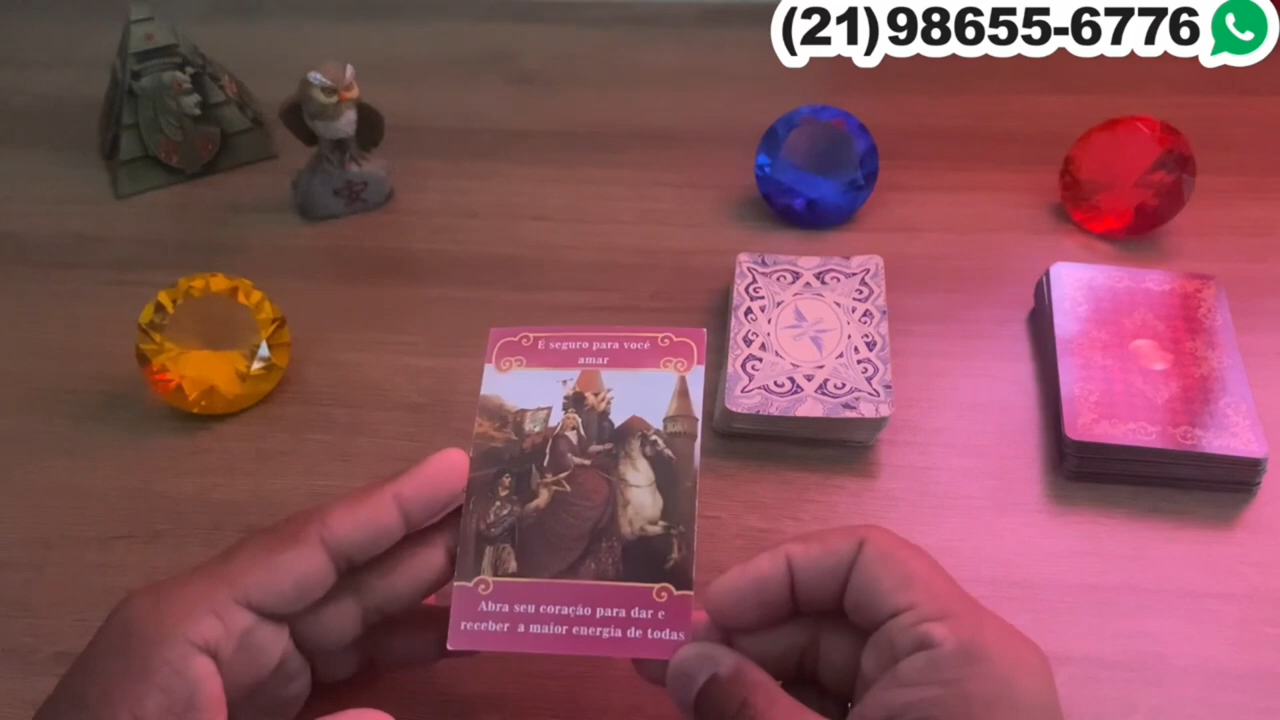 (21)98655-6776
É seguro para você
amar
Abra seu coração para dar e
receber a maior energia de todas